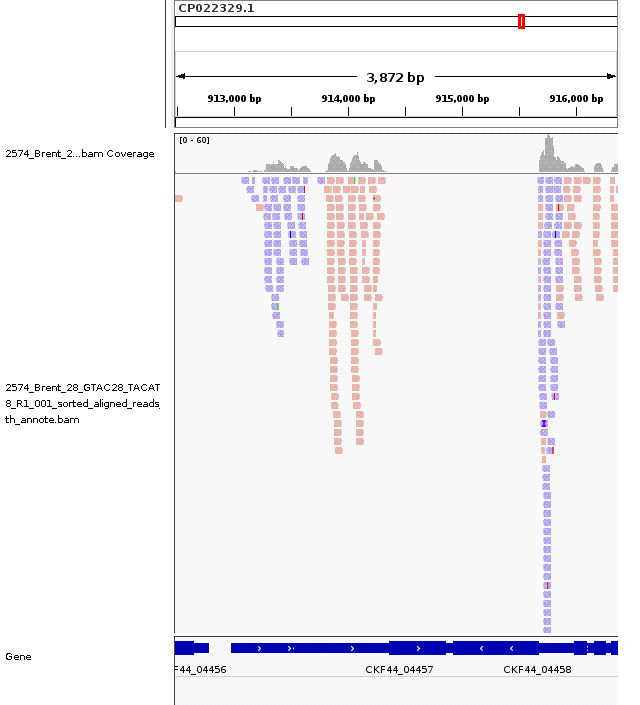 CP022329.1
3,872 bp
913,000 bp 914,000 bp 915,000 bp 916,000 bp
[0 - 60]
2574_Brent_2...bam Coverage
2574_Brent_28_GTAC28_TACAT
8_R1_001_sorted_aligned_reads_
th_annote.bam
Gene
F44_04456 CKF44_04457 CKF44_04458